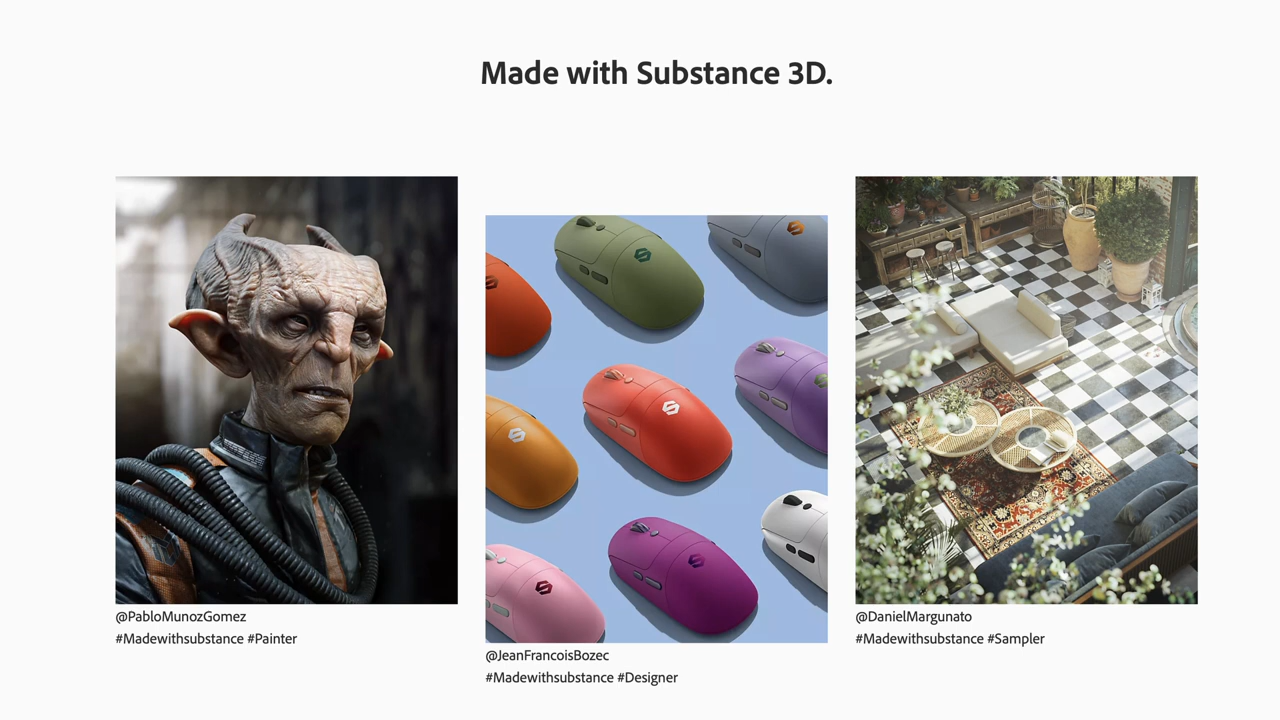 Made with Substance 3D.
@PabloMunozGomez
#Madewithsubstance #Painter
@JeanFrancoisBozec
#Madewithsubstance #Designer
@DanielMargunato
#Madewithsubstance #Sampler